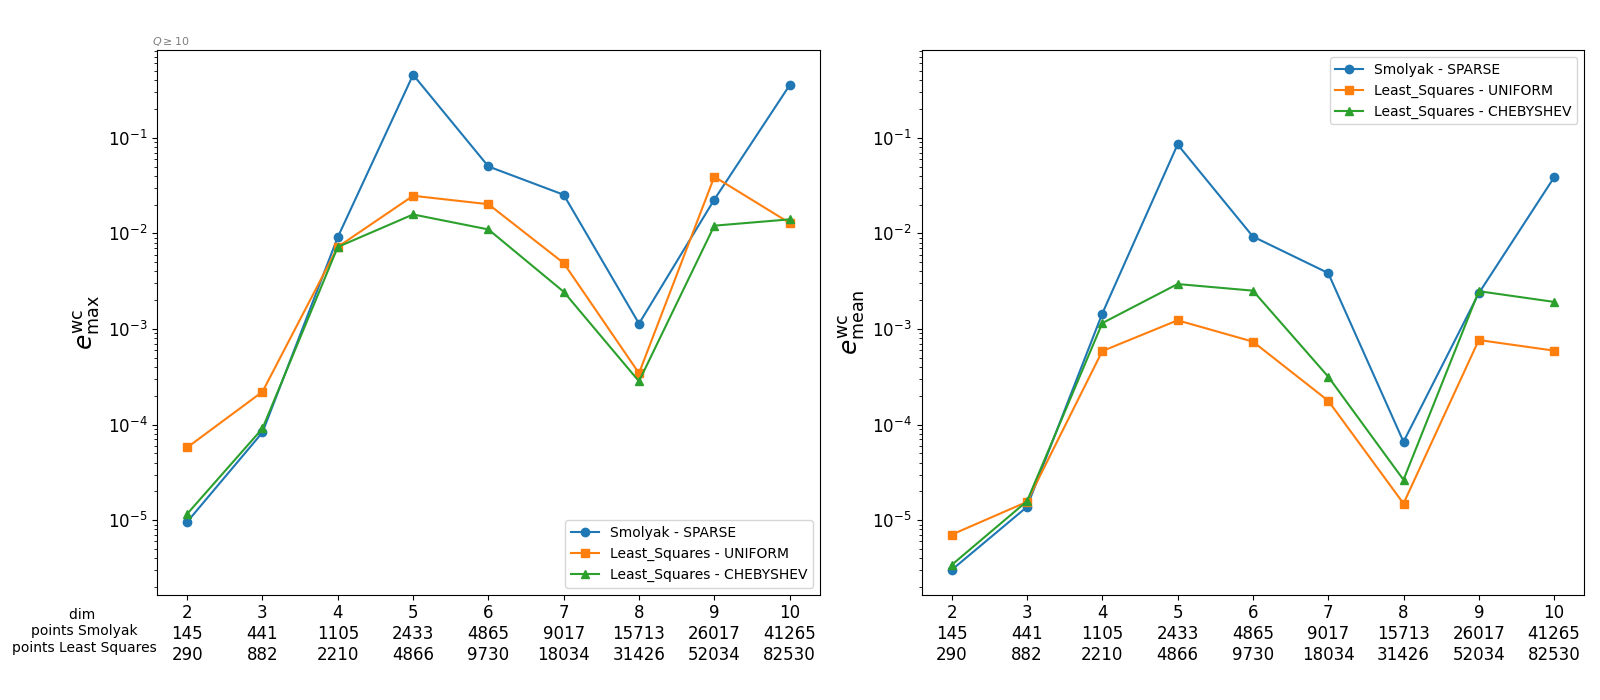 Q ≥ 10
10⁻¹
10⁻²
10⁻³
10⁻⁴
10⁻⁵
e^wc_max
Smolyak - SPARSE
Least_Squares - UNIFORM
Least_Squares - CHEBYSHEV
dim
points Smolyak
points Least Squares
2 3 4 5 6 7 8 9 10
145 441 1105 2433 4865 9017 15713 26017 41265
290 882 2210 4866 9730 18034 31426 52034 82530
10⁻¹
10⁻²
10⁻³
10⁻⁴
10⁻⁵
e^wc_mean
Smolyak - SPARSE
Least_Squares - UNIFORM
Least_Squares - CHEBYSHEV
2 3 4 5 6 7 8 9 10
145 441 1105 2433 4865 9017 15713 26017 41265
290 882 2210 4866 9730 18034 31426 52034 82530